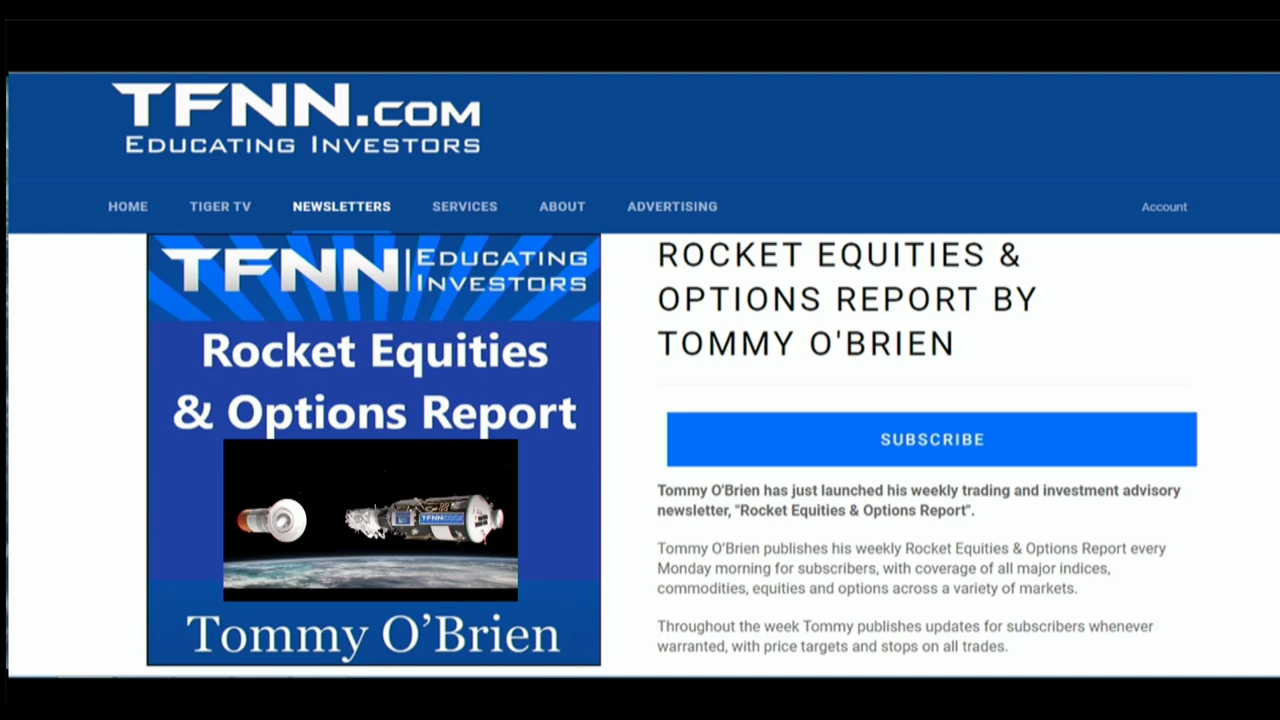 TFNN.COM
EDUCATING INVESTORS
HOME TIGER TV NEWSLETTERS SERVICES ABOUT ADVERTISING Account
TFNN EDUCATING
INVESTORS
Rocket Equities
& Options Report
TFNN
Tommy O’Brien
ROCKET EQUITIES &
OPTIONS REPORT BY
TOMMY O'BRIEN
SUBSCRIBE
Tommy O'Brien has just launched his weekly trading and investment advisory
newsletter, "Rocket Equities & Options Report".
Tommy O’Brien publishes his weekly Rocket Equities & Options Report every
Monday morning for subscribers, with coverage of all major indices,
commodities, equities and options across a variety of markets.
Throughout the week Tommy publishes updates for subscribers whenever
warranted, with price targets and stops on all trades.